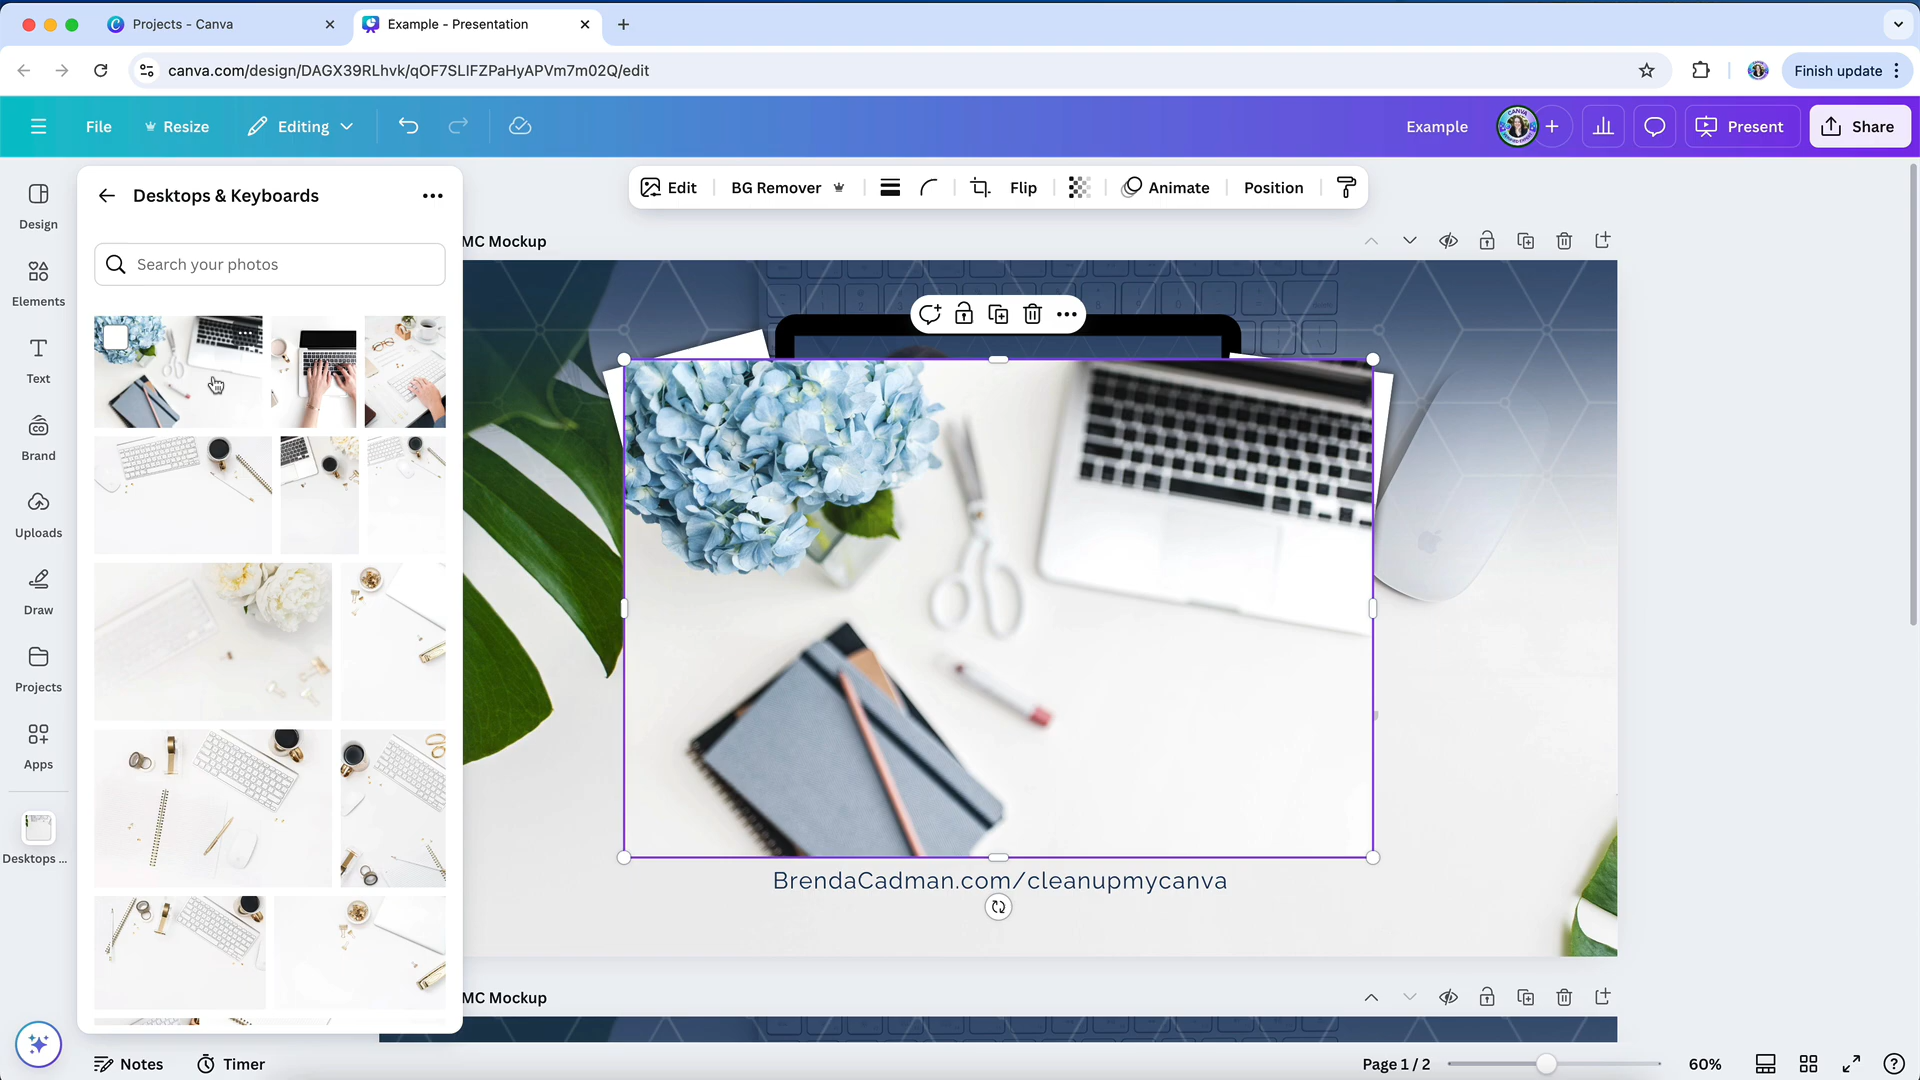 Projects - Canva
Example - Presentation
canva.com/design/DAGX39RLhvk/qOF7SLIFZPaHyAPVm7m02Q/edit
Finish update
File
Resize
Editing
Example
Present
Share
Design
Elements
Text
Brand
Uploads
Draw
Projects
Apps
Desktops ...
Desktops & Keyboards
Search your photos
Edit
BG Remover
Flip
Animate
Position
MC Mockup
BrendaCadman.com/cleanupmycanva
MC Mockup
Notes
Timer
Page 1 / 2
60%